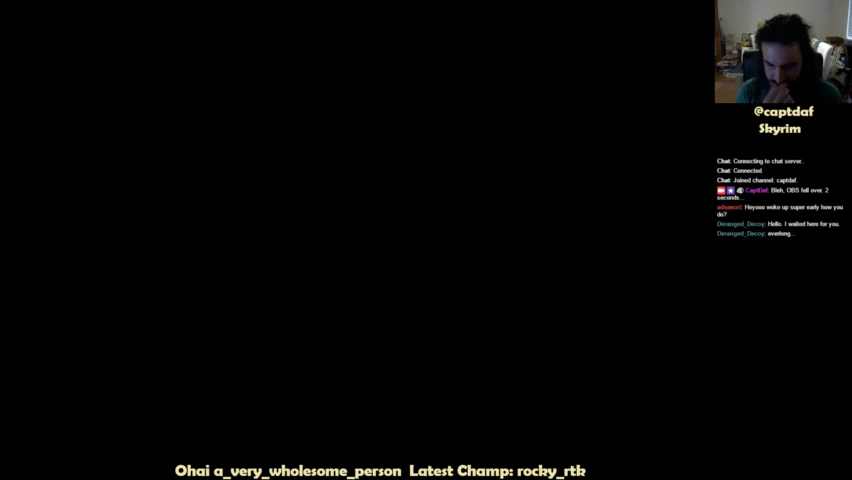 @captdaf
Skyrim
Chat: Connecting to chat server.
Chat: Connected.
Chat: Joined channel: captdaf.
CaptDaf: Bleh, OBS fell over. 2
seconds...
Heyooo woke up super early how you
do?
Deranged_Decoy: Hello. I waited here for you.
Deranged_Decoy: everlong...
Ohai a_very_wholesome_person Latest Champ: rocky_rtk